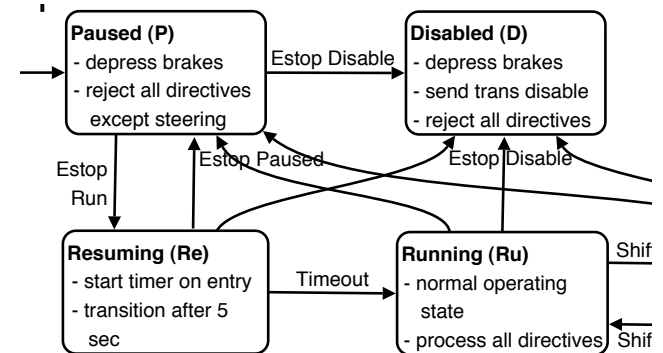 Paused (P)
- depress brakes
- reject all directives
except steering
Estop Disable
Disabled (D)
- depress brakes
- send trans disable
- reject all directives
Estop
Run
Estop Paused
Estop Disable
Resuming (Re)
- start timer on entry
- transition after 5
sec
Timeout
Running (Ru)
- normal operating
state
- process all directives
Shif
Shif